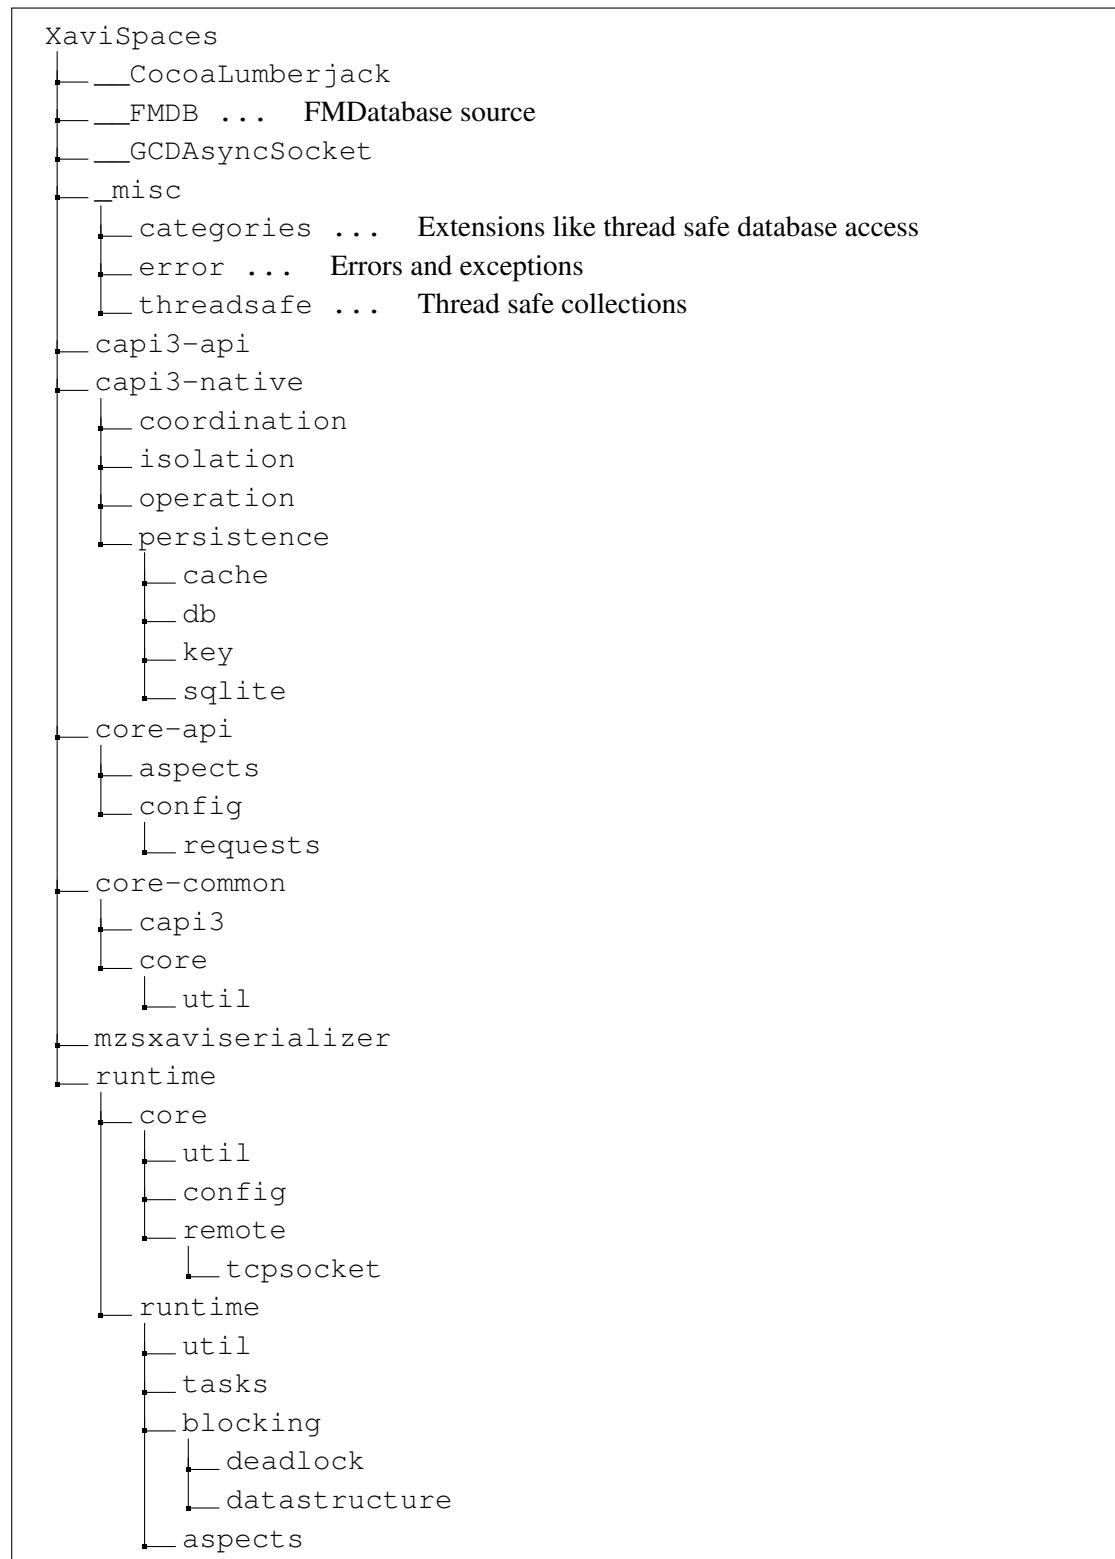 XaviSpaces
__CocoaLumberjack
__FMDB ... FMDatabase source
__GCDAsyncSocket
_misc
categories ... Extensions like thread safe database access
error ... Errors and exceptions
threadsafe ... Thread safe collections
capi3-api
capi3-native
coordination
isolation
operation
persistence
cache
db
key
sqlite
core-api
aspects
config
requests
core-common
capi3
core
util
mzsxaviserializer
runtime
core
util
config
remote
tcpsocket
runtime
util
tasks
blocking
deadlock
datastructure
aspects